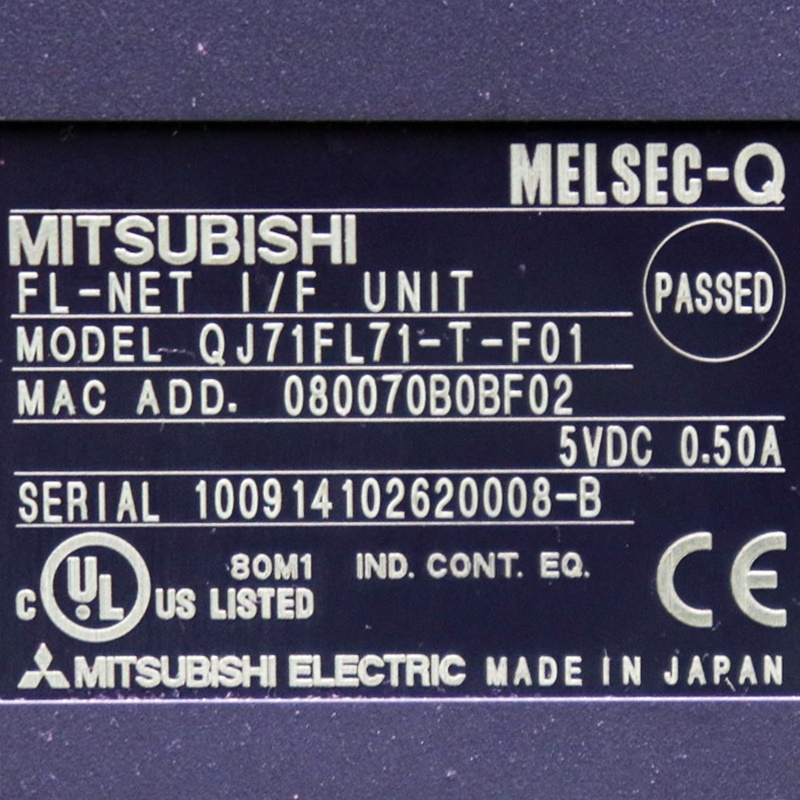 MELSEC-Q
MITSUBISHI
FL-NET I/F UNIT
PASSED
MODEL QJ71FL71-T-F01
MAC ADD. 080070B0BF02
5VDC 0.50A
SERIAL 100914102620008-B
80M1 IND. CONT. EQ.
C UL US LISTED
CE
MITSUBISHI ELECTRIC MADE IN JAPAN